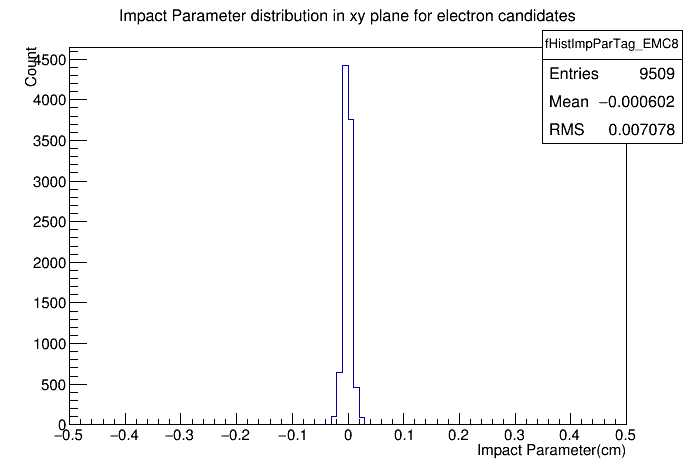 Impact Parameter distribution in xy plane for electron candidates
Count
fHistImpParTag_EMC8
Entries 9509
Mean −0.000602
RMS 0.007078
4500
4000
3500
3000
2500
2000
1500
1000
500
0
−0.5 −0.4 −0.3 −0.2 −0.1 0 0.1 0.2 0.3 0.4 0.5
Impact Parameter(cm)